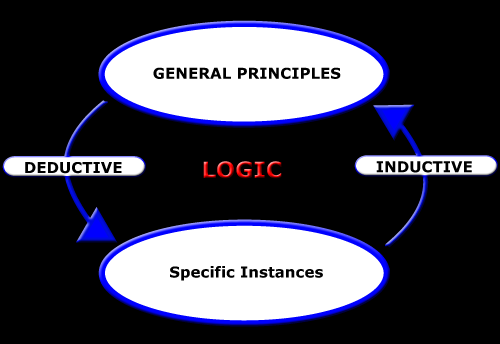 GENERAL PRINCIPLES
DEDUCTIVE
LOGIC
INDUCTIVE
Specific Instances